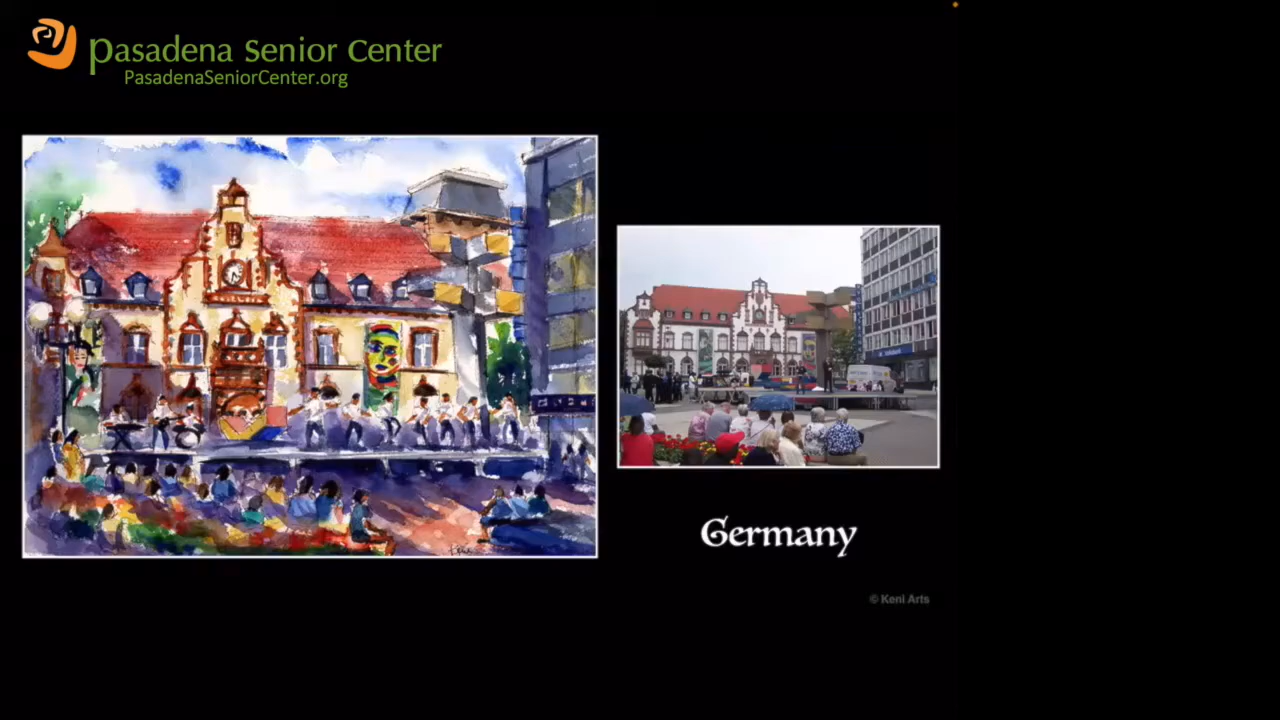 Pasadena Senior Center
PasadenaSeniorCenter.org
Germany
© Keni Arts